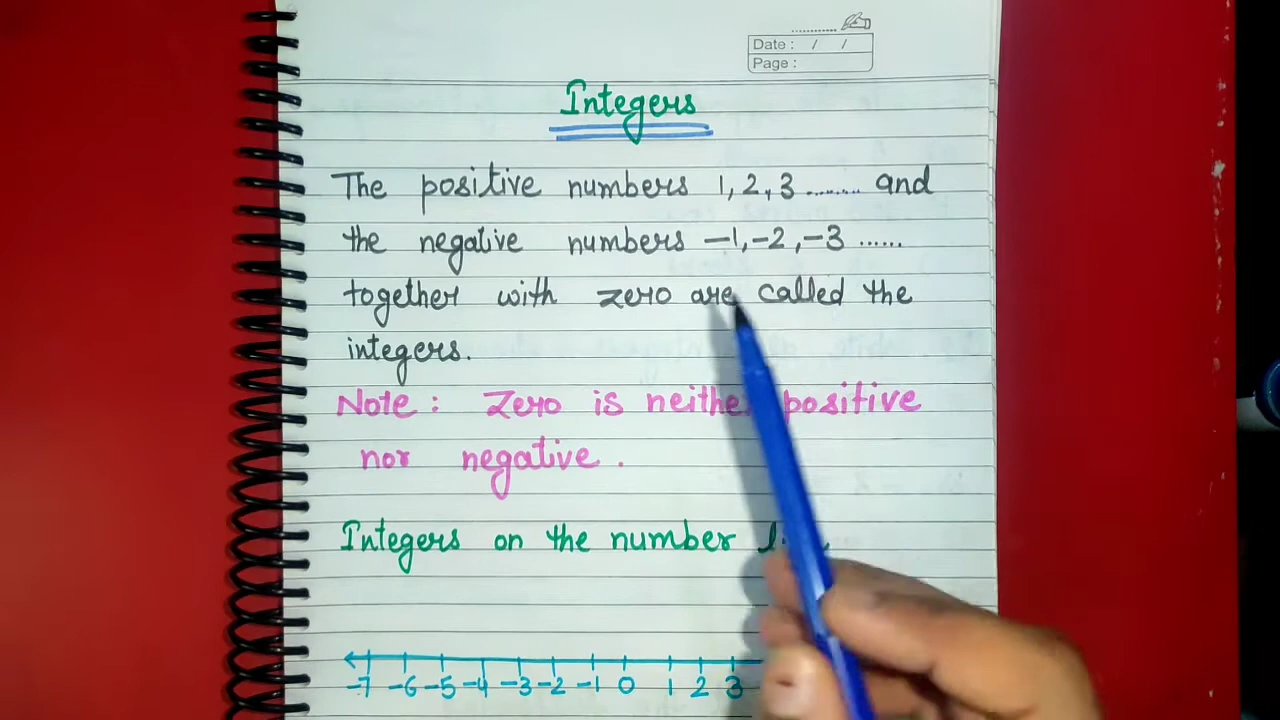 Date : / /
Page :
Integers
The positive numbers 1, 2, 3 ........ and
the negative numbers -1, -2, -3 ......
together with zero are called the
integers.
Note : Zero is neither positive
nor negative.
Integers on the number
-7 -6 -5 -4 -3 -2 -1 0 1 2 3